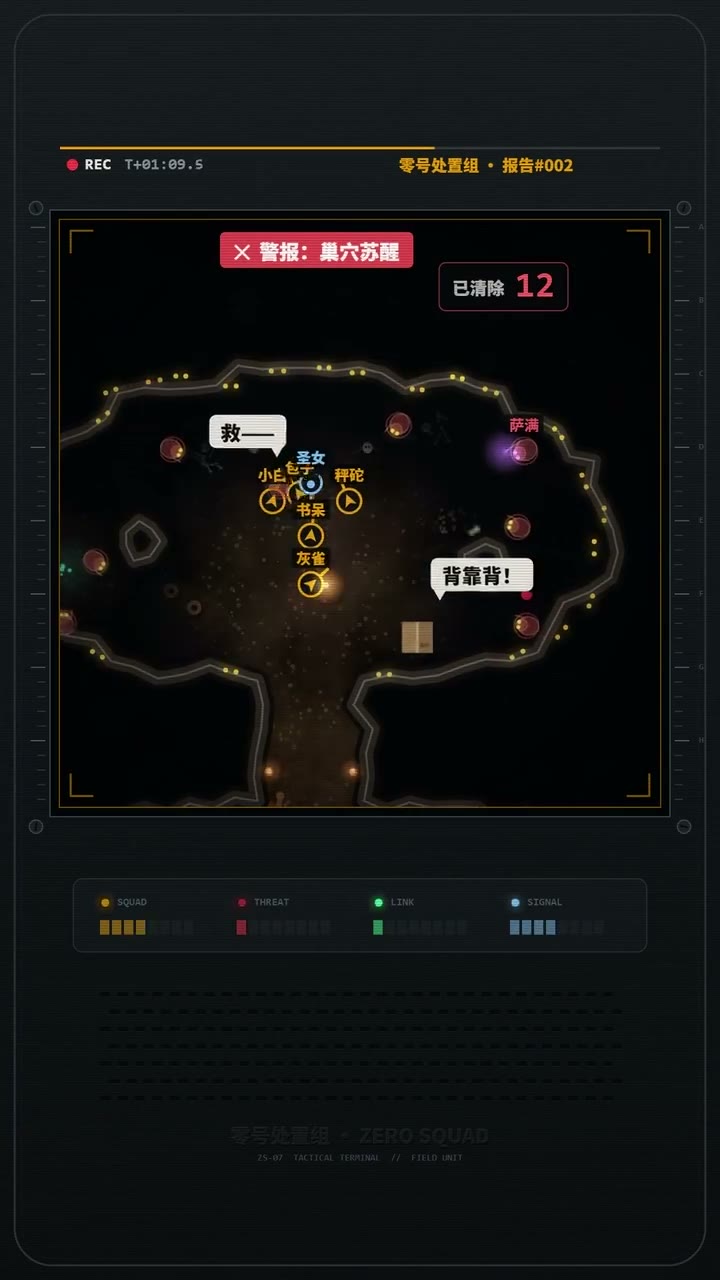 REC T+01:09.S
零号处置组 • 报告#002
× 警报：巢穴苏醒
已清除 12
萨满
救——
圣女
小白
包子
秤砣
书呆
灰雀
背靠背！
SQUAD
THREAT
LINK
SIGNAL
零号处置组 • ZERO SQUAD
ZS-07 TACTICAL TERMINAL // FIELD UNIT
A
B
C
D
E
F
G
H